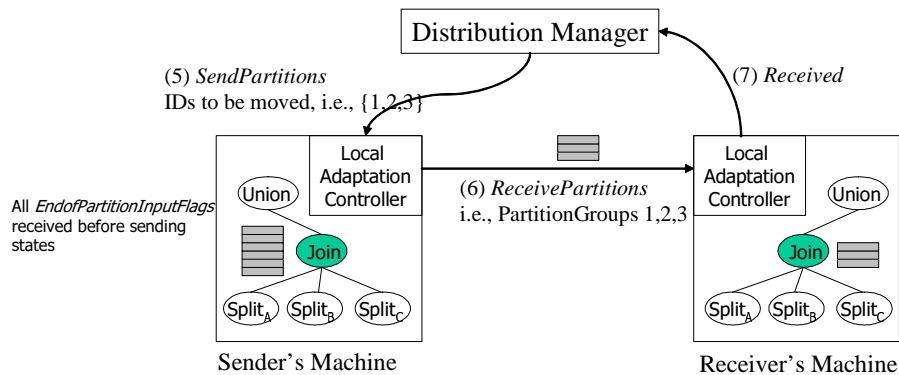 Distribution Manager
(5) SendPartitions
IDs to be moved, i.e., {1,2,3}
(7) Received
Local
Adaptation
Controller
(6) ReceivePartitions
i.e., PartitionGroups 1,2,3
Local
Adaptation
Controller
All EndofPartitionInputFlags
received before sending
states
Union
Join
SplitA
SplitB
SplitC
Union
Join
SplitA
SplitB
SplitC
Sender's Machine
Receiver's Machine